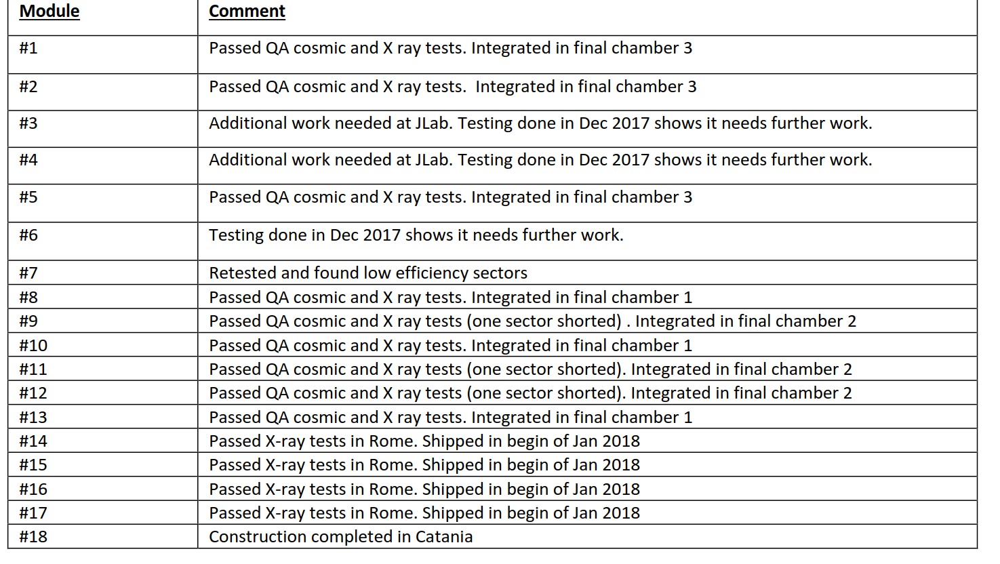 Module Comment
#1 Passed QA cosmic and X ray tests. Integrated in final chamber 3
#2 Passed QA cosmic and X ray tests.  Integrated in final chamber 3
#3 Additional work needed at JLab. Testing done in Dec 2017 shows it needs further work.
#4 Additional work needed at JLab. Testing done in Dec 2017 shows it needs further work.
#5 Passed QA cosmic and X ray tests. Integrated in final chamber 3
#6 Testing done in Dec 2017 shows it needs further work.
#7 Retested and found low efficiency sectors
#8 Passed QA cosmic and X ray tests. Integrated in final chamber 1
#9 Passed QA cosmic and X ray tests (one sector shorted) . Integrated in final chamber 2
#10 Passed QA cosmic and X ray tests. Integrated in final chamber 1
#11 Passed QA cosmic and X ray tests (one sector shorted). Integrated in final chamber 2
#12 Passed QA cosmic and X ray tests (one sector shorted). Integrated in final chamber 2
#13 Passed QA cosmic and X ray tests. Integrated in final chamber 1
#14 Passed X-ray tests in Rome. Shipped in begin of Jan 2018
#15 Passed X-ray tests in Rome. Shipped in begin of Jan 2018
#16 Passed X-ray tests in Rome. Shipped in begin of Jan 2018
#17 Passed X-ray tests in Rome. Shipped in begin of Jan 2018
#18 Construction completed in Catania